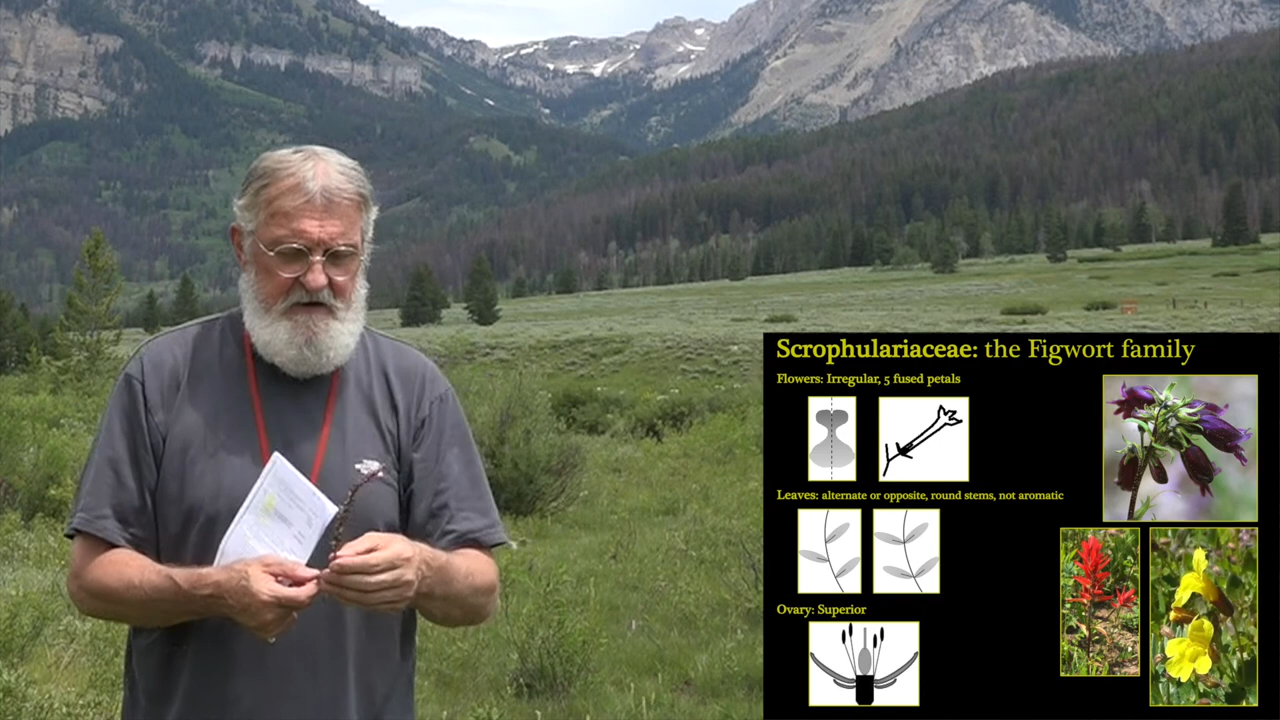 Scrophulariaceae: the Figwort family
Flowers: Irregular, 5 fused petals
Leaves: alternate or opposite, round stems, not aromatic
Ovary: Superior